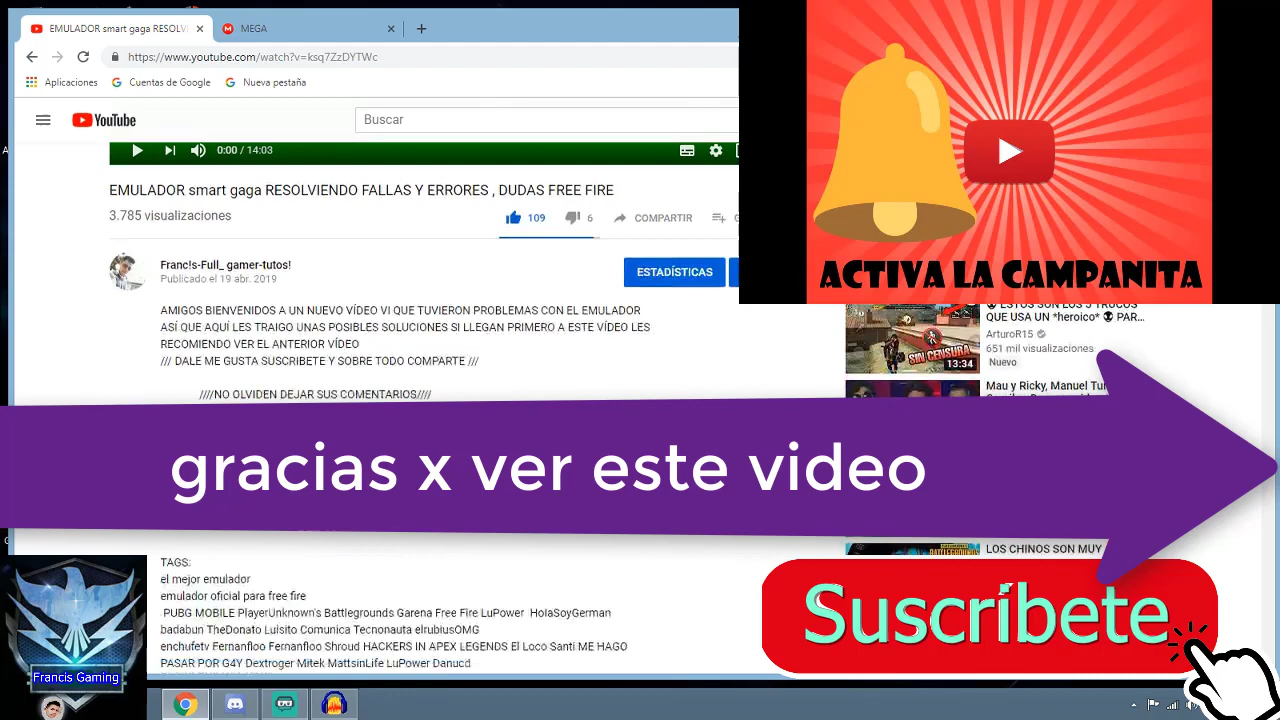 EMULADOR smart gaga RESOLVI
MEGA
https://www.youtube.com/watch?v=ksq7ZzDYTWc
Aplicaciones
Cuentas de Google
Nueva pestaña
YouTube
Buscar
0:00 / 14:03
EMULADOR smart gaga RESOLVIENDO FALLAS Y ERRORES , DUDAS FREE FIRE
3.785 visualizaciones
109
6
COMPARTIR
Franc!s-Full_ gamer-tutos!
Publicado el 19 abr. 2019
ESTADÍSTICAS
AMIGOS BIENVENIDOS A UN NUEVO VÍDEO VI QUE TUVIERON PROBLEMAS CON EL EMULADOR
ASÍ QUE AQUÍ LES TRAIGO UNAS POSIBLES SOLUCIONES SI LLEGAN PRIMERO A ESTE VÍDEO LES
RECOMIENDO VER EL ANTERIOR VÍDEO
/// DALE ME GUSTA SUSCRIBETE Y SOBRE TODO COMPARTE ///
////NO OLVIDEN DEJAR SUS COMENTARIOS////
ACTIVA LA CAMPANITA
ESTOS SON LOS 5 TRUCOS
QUE USA UN *heroico* PAR...
ArturoR15
651 mil visualizaciones
Nuevo
SIN CENSURA
13:34
Mau y Ricky, Manuel Tur
gracias x ver este video
LOS CHINOS SON MUY
TAGS:
el mejor emulador
emulador oficial para free fire
PUBG MOBILE PlayerUnknown's Battlegrounds Garena Free Fire LuPower HolaSoyGerman
badabun TheDonato Luisito Comunica Tecnonauta elrubiusOMG
enchufetv Fernanfloo Fernanfloo Shroud HACKERS IN APEX LEGENDS El Loco Santi ME HAGO
PASAR POR G4Y Dextroger Mitek MattsinLife LuPower Danucd
Suscribete
Francis Gaming